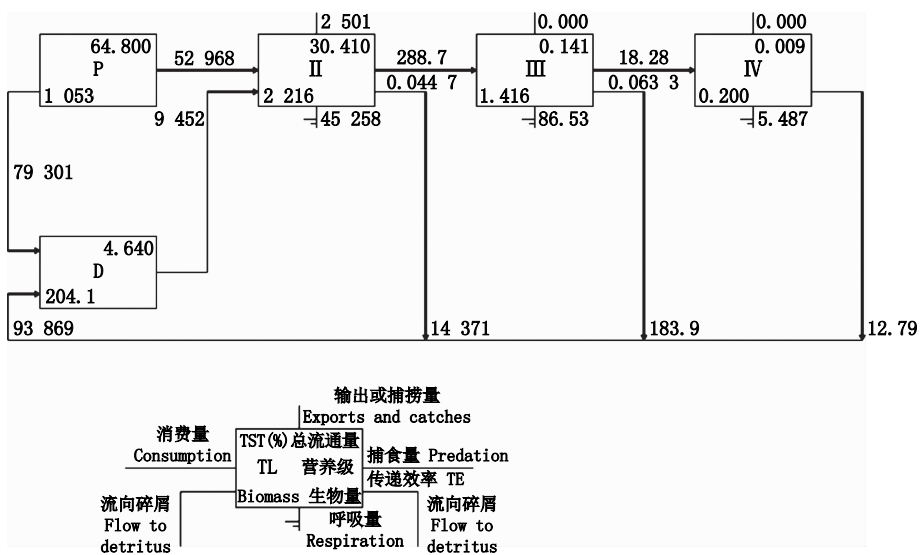 2 501
0.000
0.000
64.800
P
1 053
52 968
30.410
Ⅱ
2 216
288.7
0.044 7
0.141
Ⅲ
1.416
18.28
0.063 3
0.009
Ⅳ
0.200
9 452
45 258
86.53
5.487
79 301
4.640
D
204.1
93 869
14 371
183.9
12.79
输出或捕捞量
Exports and catches
消费量
Consumption
TST(%)总流通量
TL 营养级
Biomass 生物量
捕食量 Predation
传递效率 TE
流向碎屑
Flow to
detritus
呼吸量
Respiration
流向碎屑
Flow to
detritus